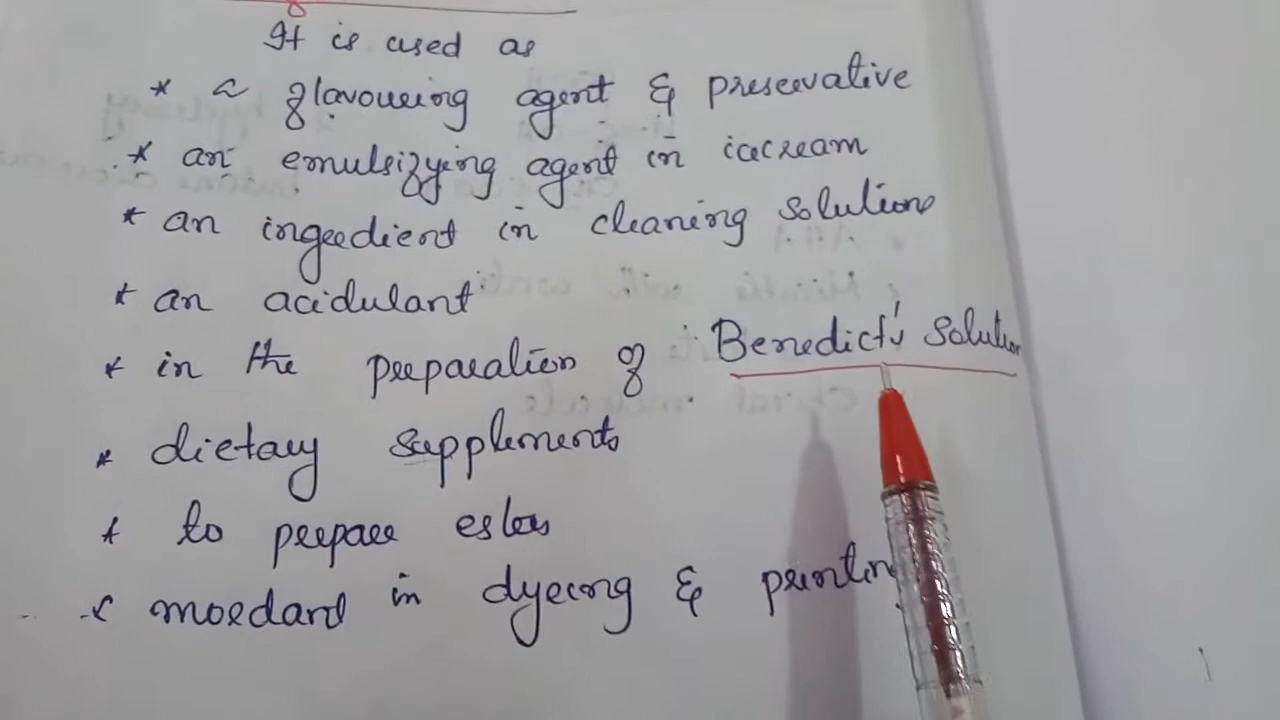 It is used as
* a flavouring agent & preservative
* an emulsifying agent in icecream
* an ingredient in cleaning solutions
* an acidulant
* in the preparation of Benedict's solution
* dietary supplements
* to prepare esters
* mordant in dyeing & printing